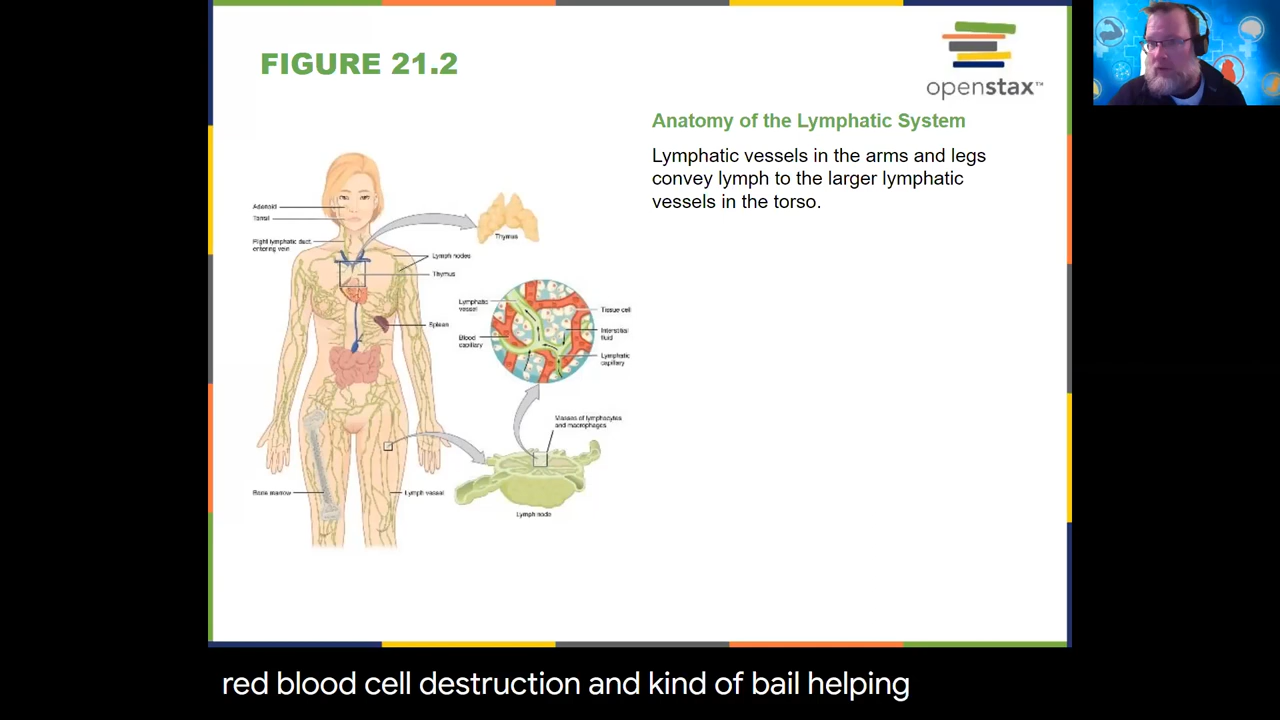 FIGURE 21.2
openstax™
Anatomy of the Lymphatic System
Lymphatic vessels in the arms and legs
convey lymph to the larger lymphatic
vessels in the torso.
Adenoid
Tonsil
Right lymphatic duct,
entering vein
Thymus
Lymph nodes
Thymus
Lymphatic
vessel
Tissue cell
Spleen
Interstitial
fluid
Blood
capillary
Lymphatic
capillary
Masses of lymphocytes
and macrophages
Bone marrow
Lymph vessel
Lymph node
red blood cell destruction and kind of bail helping